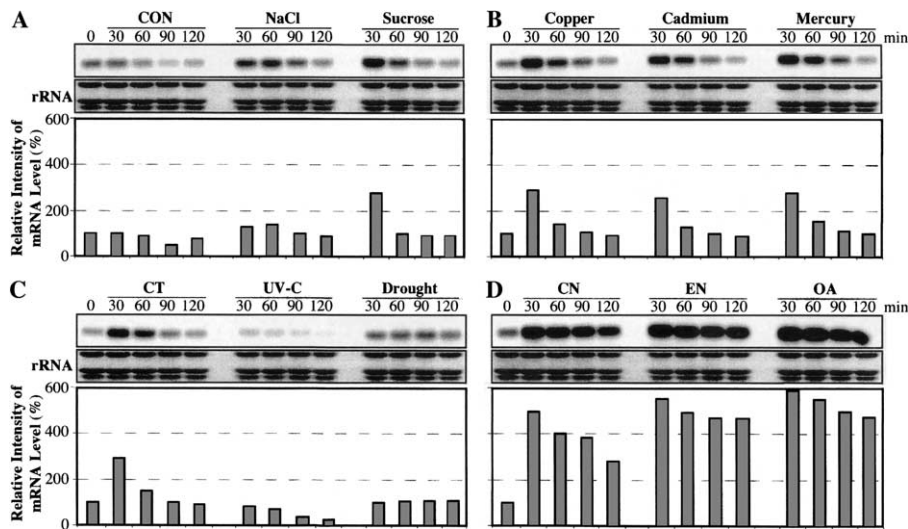 A CON NaCl Sucrose
0 30 60 90 120 30 60 90 120 30 60 90 120
rRNA
Relative Intensity of
mRNA Level (%)
600
400
200
0
B Copper Cadmium Mercury
0 30 60 90 120 30 60 90 120 30 60 90 120 min
C CT UV-C Drought
0 30 60 90 120 30 60 90 120 30 60 90 120
rRNA
Relative Intensity of
mRNA Level (%)
600
400
200
0
D CN EN OA
0 30 60 90 120 30 60 90 120 30 60 90 120 min